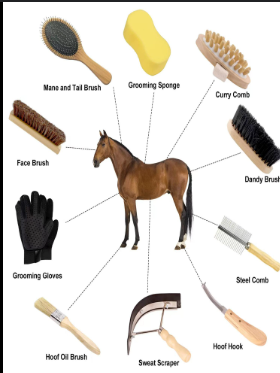 Mane and Tail Brush
Grooming Sponge
Curry Comb
Face Brush
Dandy Brush
Grooming Gloves
Steel Comb
Hoof Oil Brush
Sweat Scraper
Hoof Hook